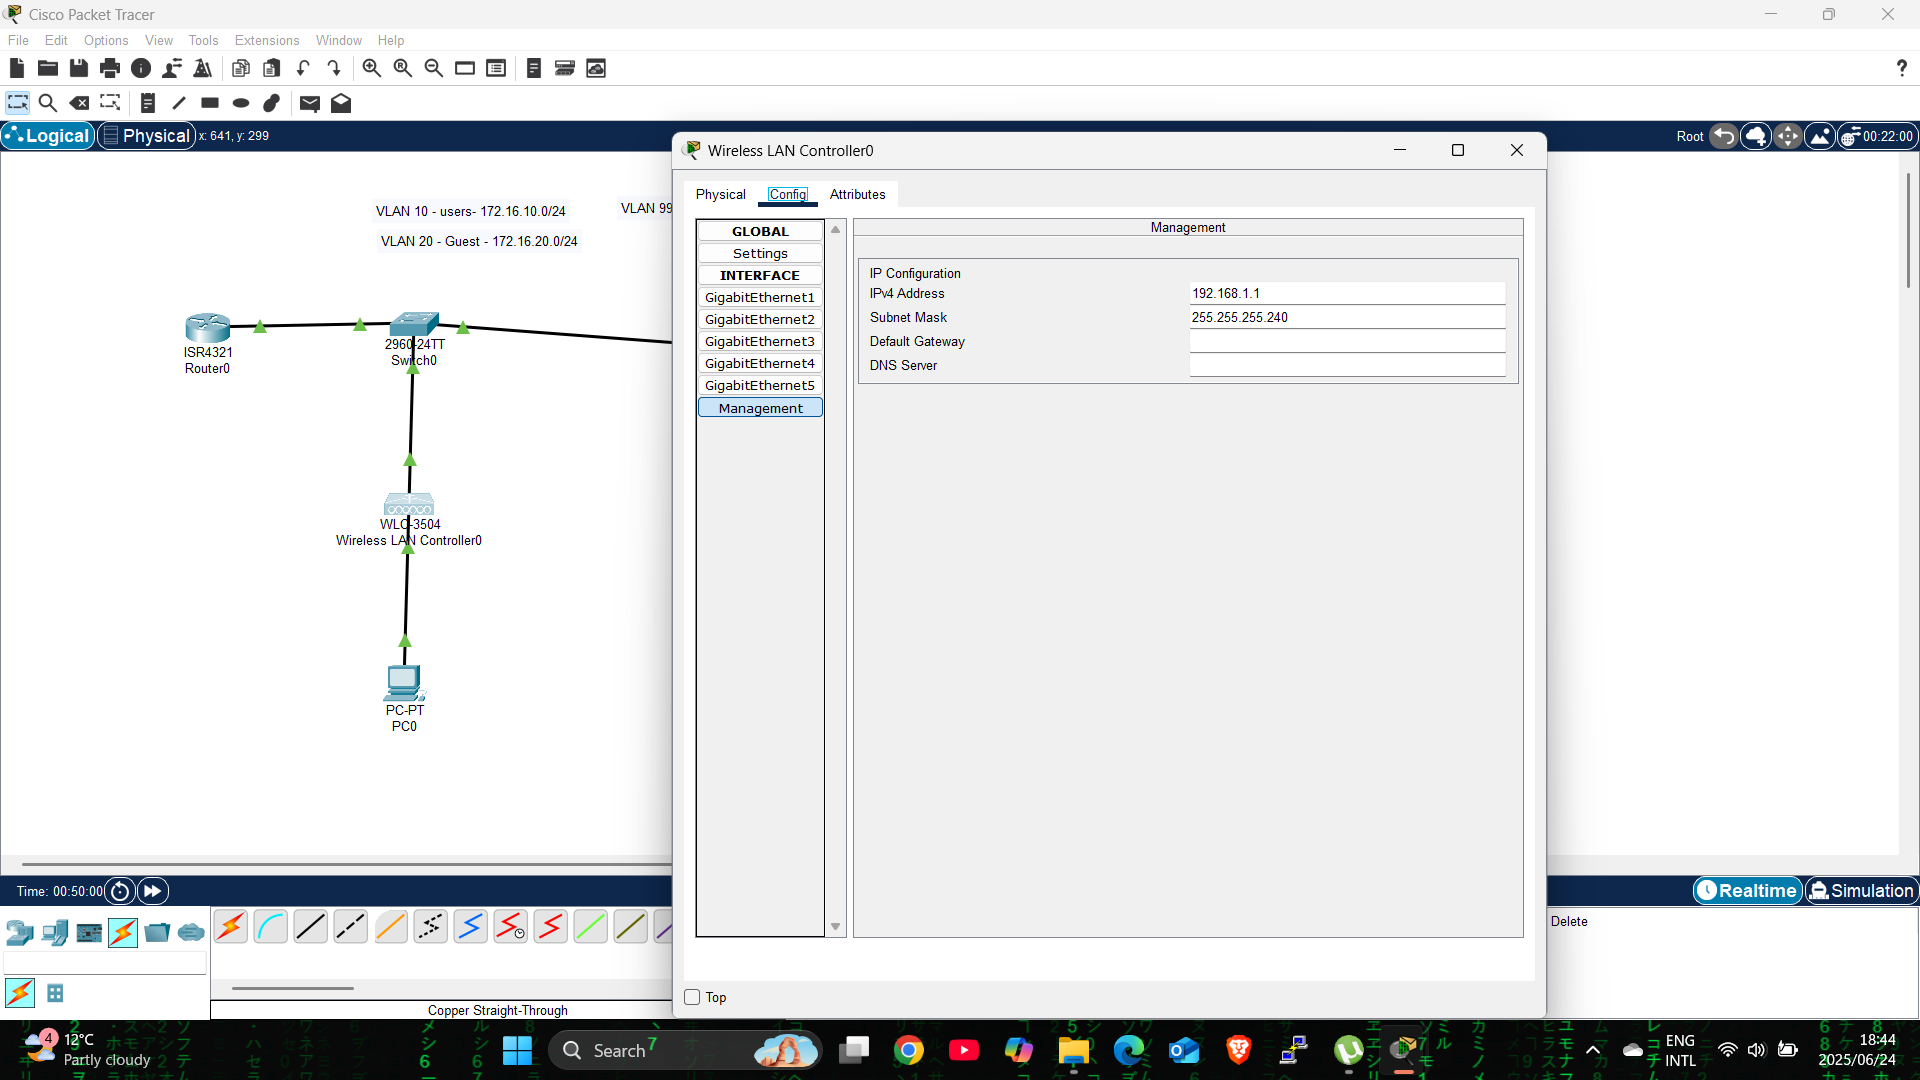 Cisco Packet Tracer
File Edit Options View Tools Extensions Window Help
?
Logical Physical x: 641, y: 299
Root 00:22:00
VLAN 10 - users- 172.16.10.0/24
VLAN 99
VLAN 20 - Guest - 172.16.20.0/24
ISR4321
Router0
2960-24TT
Switch0
WLC-3504
Wireless LAN Controller0
PC-PT
PC0
Wireless LAN Controller0
Physical Config Attributes
GLOBAL
Settings
INTERFACE
GigabitEthernet1
GigabitEthernet2
GigabitEthernet3
GigabitEthernet4
GigabitEthernet5
Management
Management
IP Configuration
IPv4 Address 192.168.1.1
Subnet Mask 255.255.255.240
Default Gateway
DNS Server
Top
Time: 00:50:00
Realtime Simulation
Delete
Copper Straight-Through
4
12°C
Partly cloudy
Search
ENG
INTL
18:44
2025/06/24